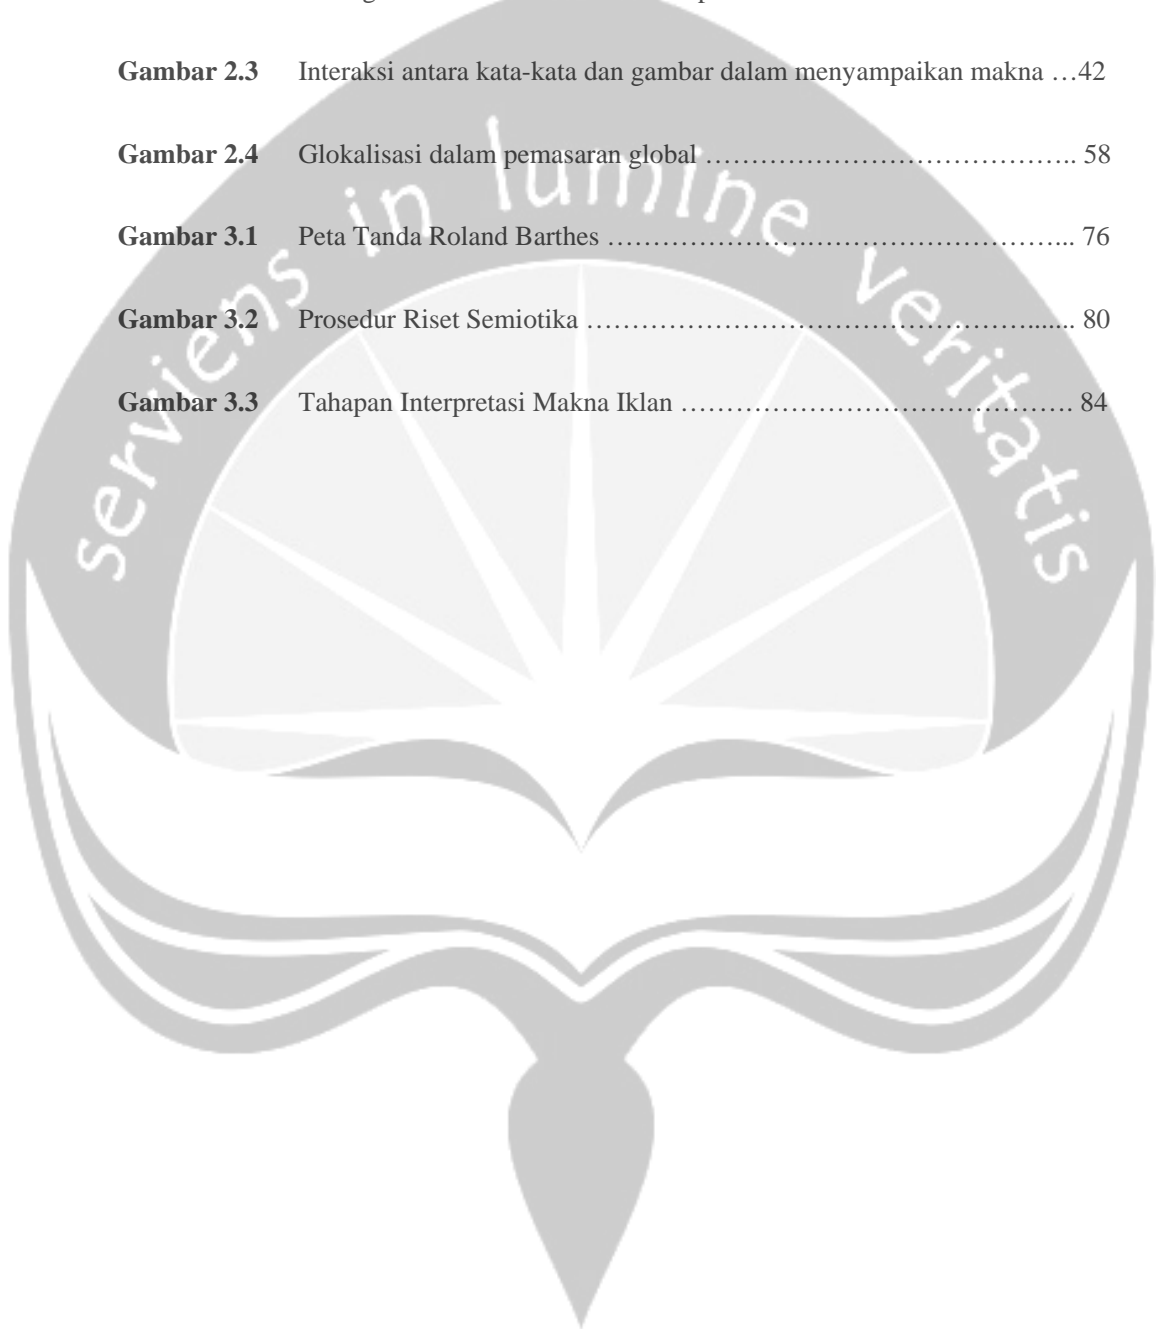 Gambar 2.3 Interaksi antara kata-kata dan gambar dalam menyampaikan makna …42
Gambar 2.4 Glokalisasi dalam pemasaran global ………………………………….. 58
Gambar 3.1 Peta Tanda Roland Barthes …………………………………………... 76
Gambar 3.2 Prosedur Riset Semiotika ………………………………………....... 80
Gambar 3.3 Tahapan Interpretasi Makna Iklan …………………………………. 84
serviens in lumine veritatis